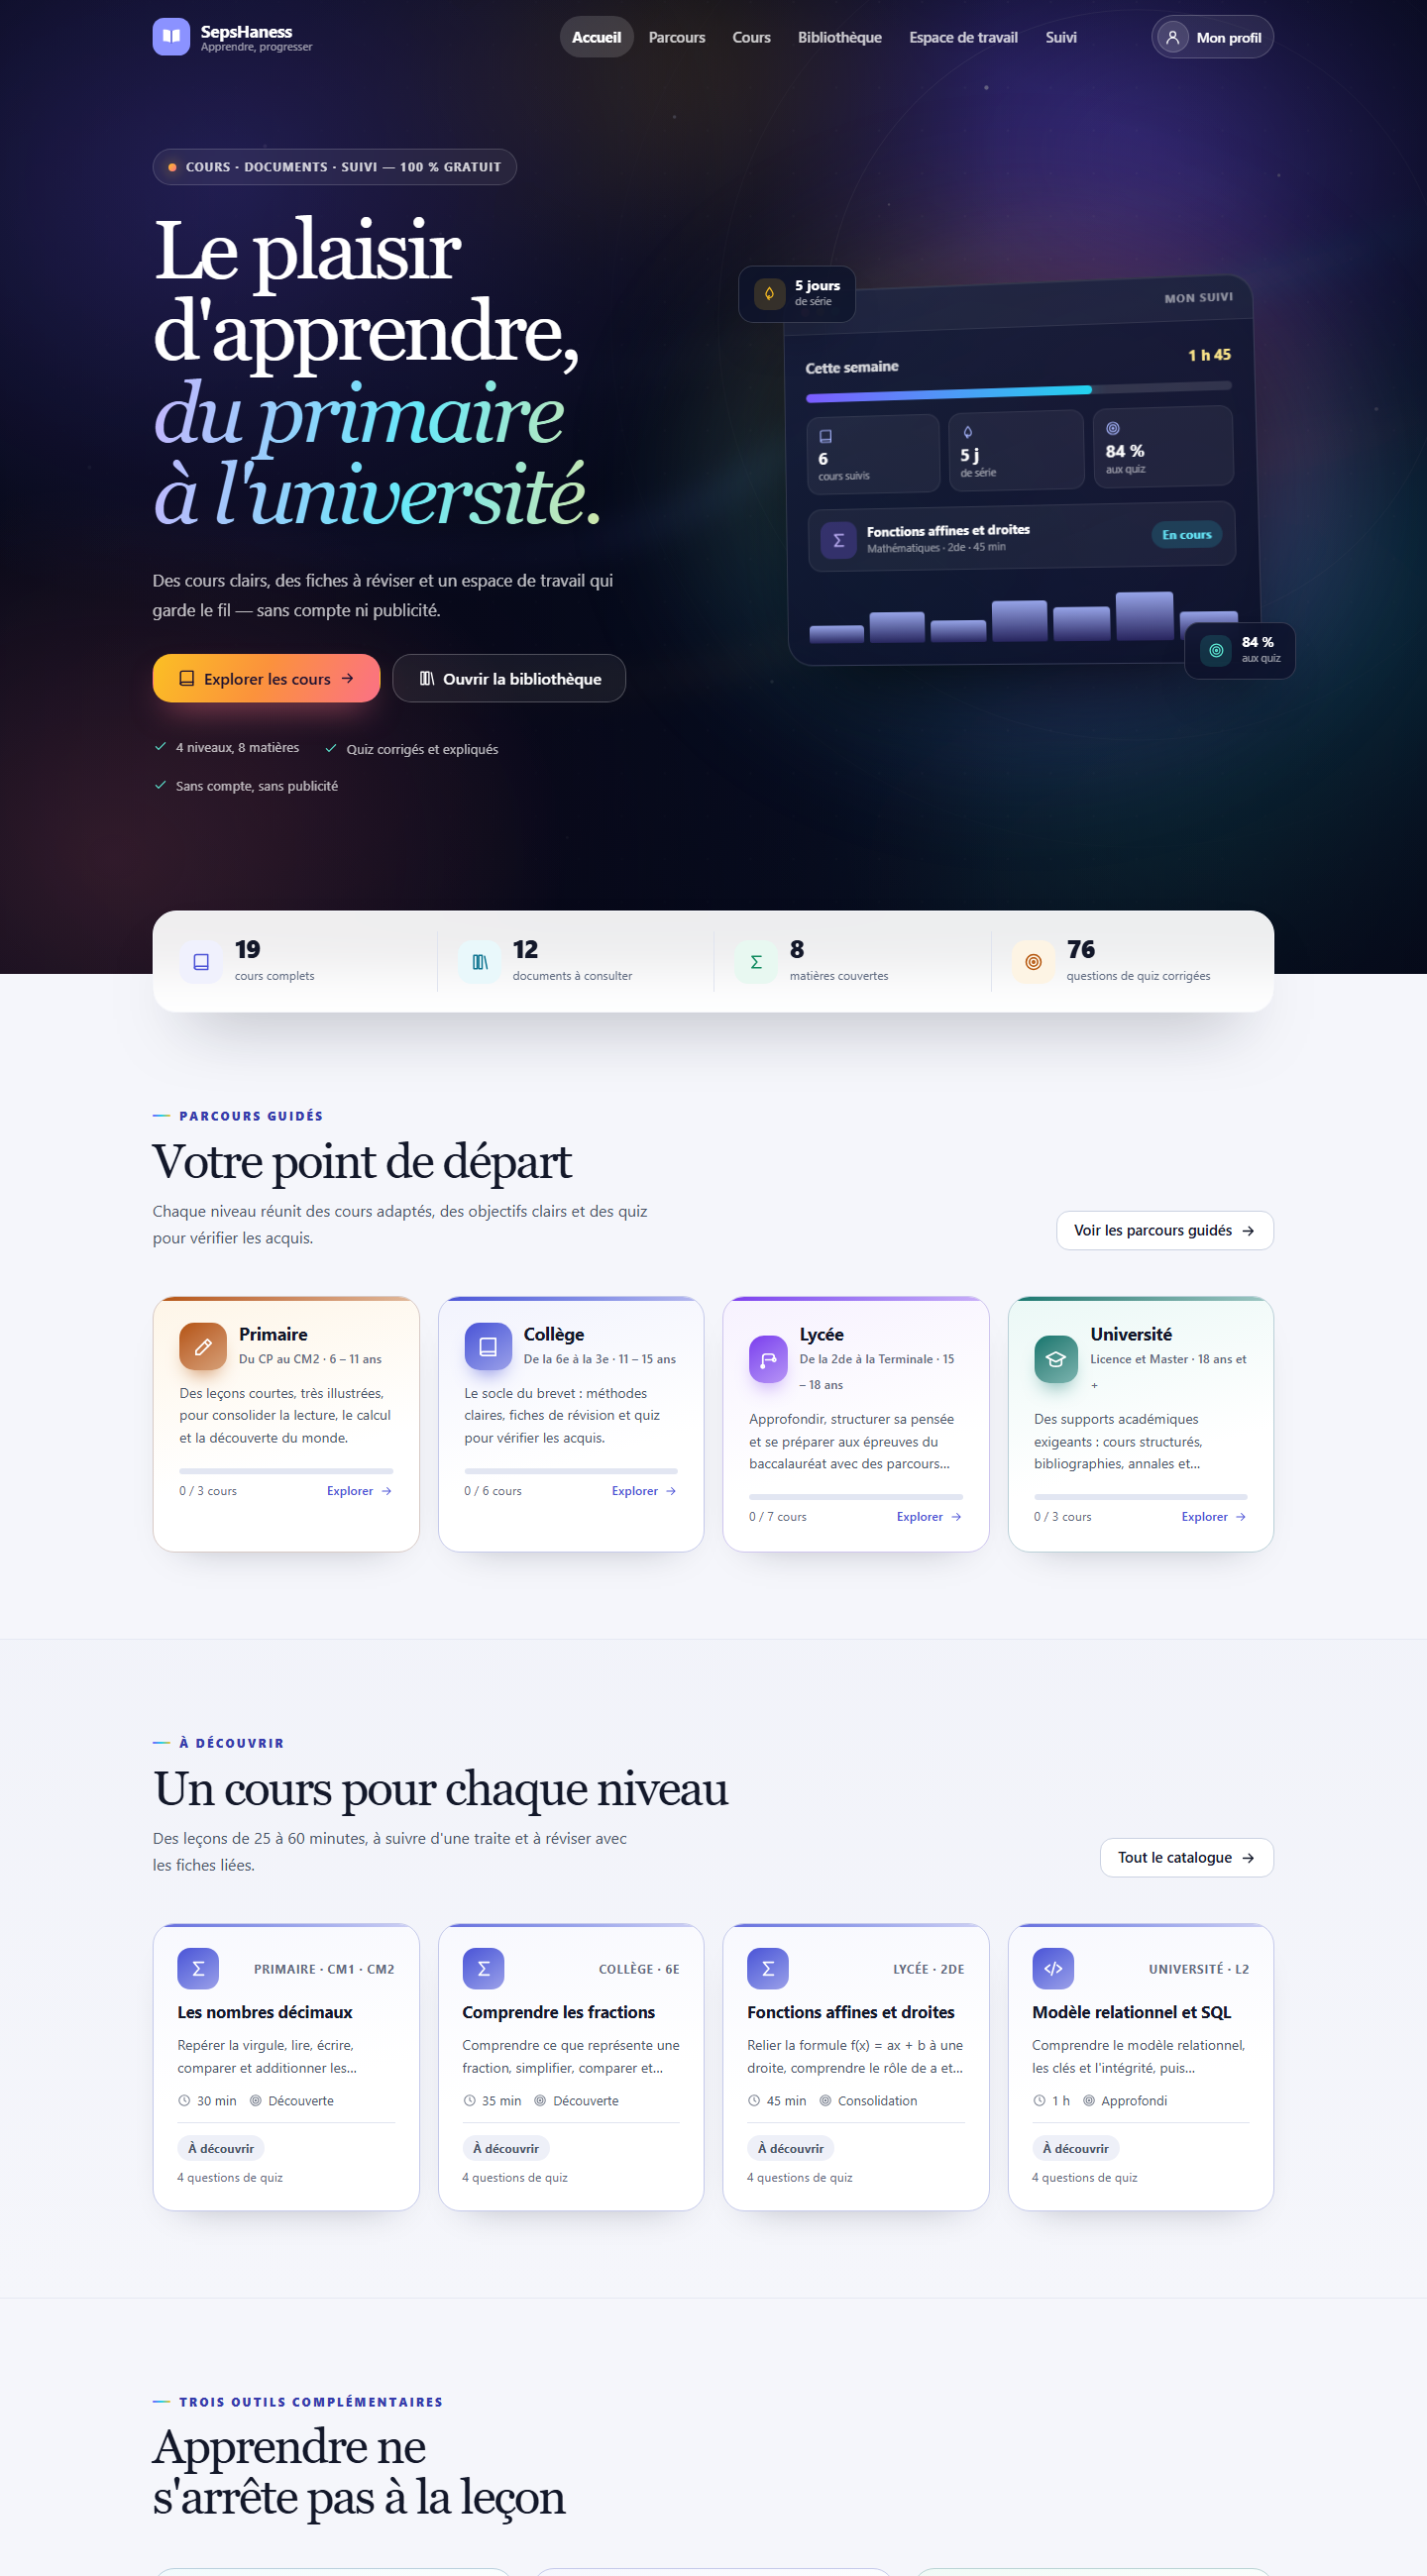 SepsHaness
Apprendre, progresser
Accueil
Parcours
Cours
Bibliothèque
Espace de travail
Suivi
Mon profil
COURS · DOCUMENTS · SUIVI — 100 % GRATUIT
Le plaisir
d'apprendre,
du primaire
à l'université.
Des cours clairs, des fiches à réviser et un espace de travail qui
garde le fil — sans compte ni publicité.
Explorer les cours →
Ouvrir la bibliothèque
4 niveaux, 8 matières
Quiz corrigés et expliqués
Sans compte, sans publicité
5 jours
de série
MON SUIVI
Cette semaine
1 h 45
6
cours suivis
5 j
de série
84 %
aux quiz
Fonctions affines et droites
Mathématiques · 2de · 45 min
En cours
84 %
aux quiz
19
cours complets
12
documents à consulter
8
matières couvertes
76
questions de quiz corrigées
PARCOURS GUIDÉS
Votre point de départ
Chaque niveau réunit des cours adaptés, des objectifs clairs et des quiz
pour vérifier les acquis.
Voir les parcours guidés →
Primaire
Du CP au CM2 · 6 – 11 ans
Des leçons courtes, très illustrées,
pour consolider la lecture, le calcul
et la découverte du monde.
0 / 3 cours
Explorer →
Collège
De la 6e à la 3e · 11 – 15 ans
Le socle du brevet : méthodes
claires, fiches de révision et quiz
pour vérifier les acquis.
0 / 6 cours
Explorer →
Lycée
De la 2de à la Terminale · 15
– 18 ans
Approfondir, structurer sa pensée
et se préparer aux épreuves du
baccalauréat avec des parcours…
0 / 7 cours
Explorer →
Université
Licence et Master · 18 ans et
+
Des supports académiques
exigeants : cours structurés,
bibliographies, annales et…
0 / 3 cours
Explorer →
À DÉCOUVRIR
Un cours pour chaque niveau
Des leçons de 25 à 60 minutes, à suivre d'une traite et à réviser avec
les fiches liées.
Tout le catalogue →
PRIMAIRE · CM1 · CM2
Les nombres décimaux
Repérer la virgule, lire, écrire,
comparer et additionner les…
30 min
Découverte
À découvrir
4 questions de quiz
COLLÈGE · 6E
Comprendre les fractions
Comprendre ce que représente une
fraction, simplifier, comparer et…
35 min
Découverte
À découvrir
4 questions de quiz
LYCÉE · 2DE
Fonctions affines et droites
Relier la formule f(x) = ax + b à une
droite, comprendre le rôle de a et…
45 min
Consolidation
À découvrir
4 questions de quiz
UNIVERSITÉ · L2
Modèle relationnel et SQL
Comprendre le modèle relationnel,
les clés et l'intégrité, puis…
1 h
Approfondi
À découvrir
4 questions de quiz
TROIS OUTILS COMPLÉMENTAIRES
Apprendre ne
s'arrête pas à la leçon